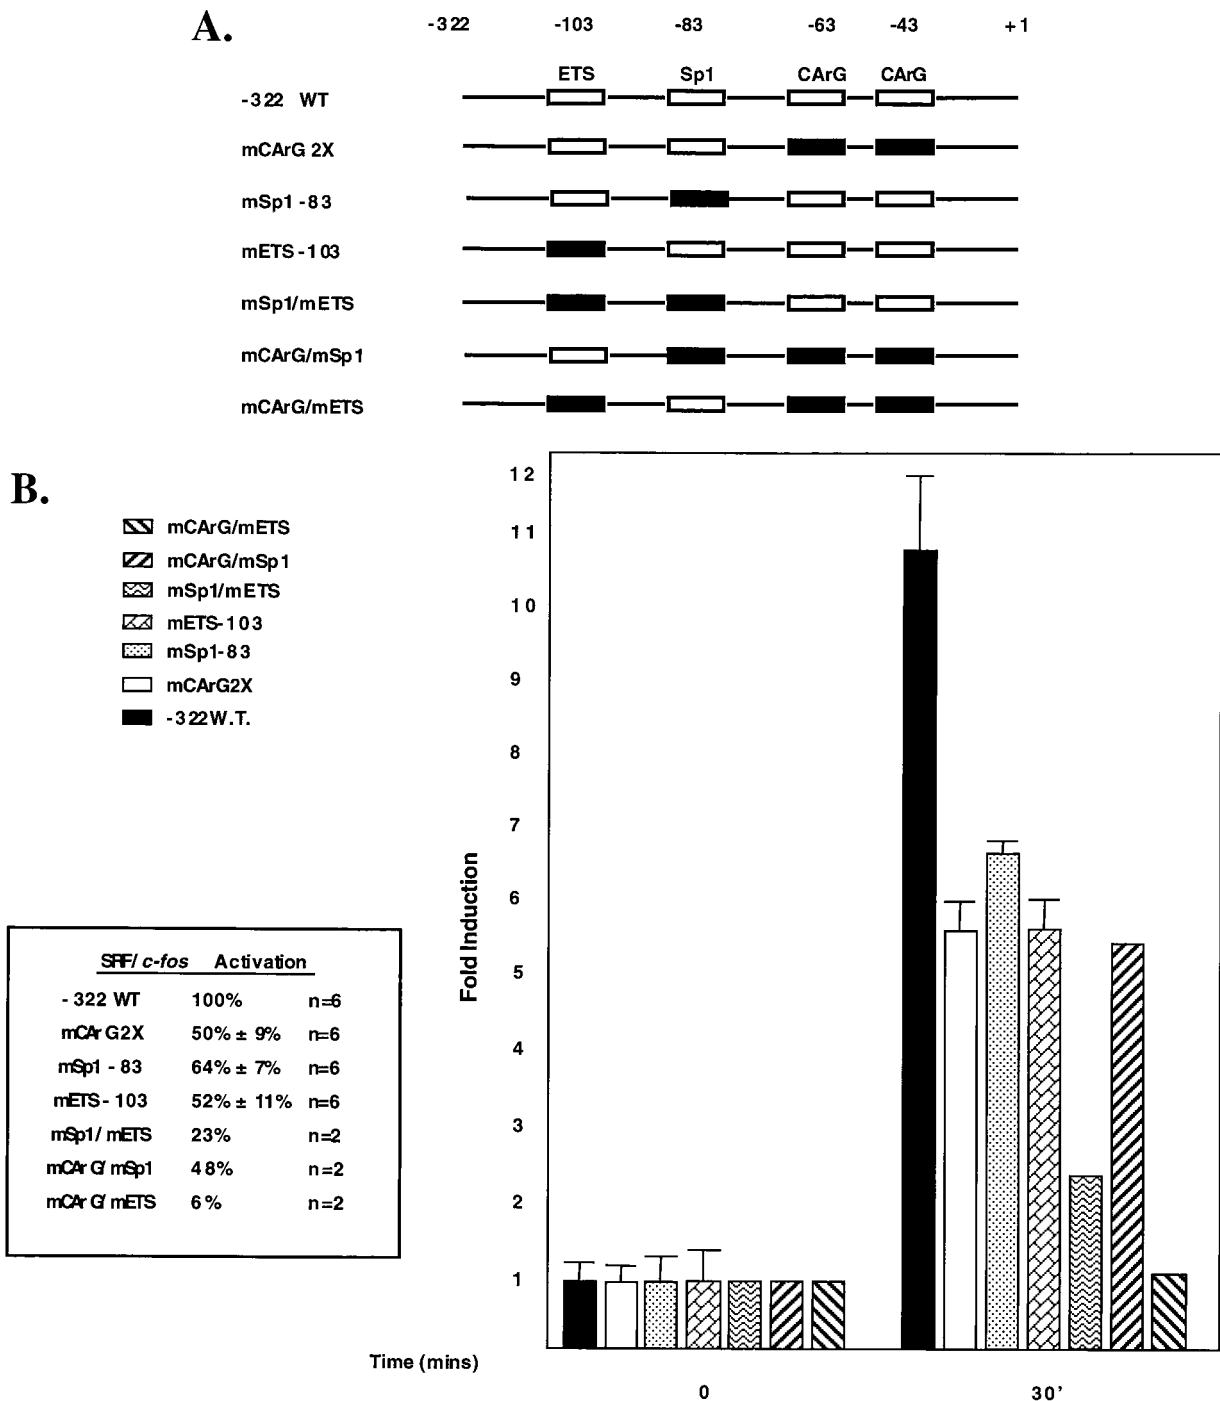 A.
-322 -103 -83 -63 -43 +1
ETS Sp1 CArG CArG
-322 WT
mCArG 2X
mSp1 -83
mETS -103
mSp1/mETS
mCArG/mSp1
mCArG/mETS
B.
mCArG/mETS
mCArG/mSp1
mSp1/mETS
mETS-103
mSp1-83
mCArG2X
-322W.T.
12
11
10
9
8
7
6
5
4
3
2
1
Fold Induction
SRF/ c-fos Activation
-322 WT 100% n=6
mCArG2X 50% ± 9% n=6
mSp1 - 83 64% ± 7% n=6
mETS - 103 52% ± 11% n=6
mSp1/ mETS 23% n=2
mCArG/ mSp1 48% n=2
mCArG/ mETS 6% n=2
Time (mins)
0 30'